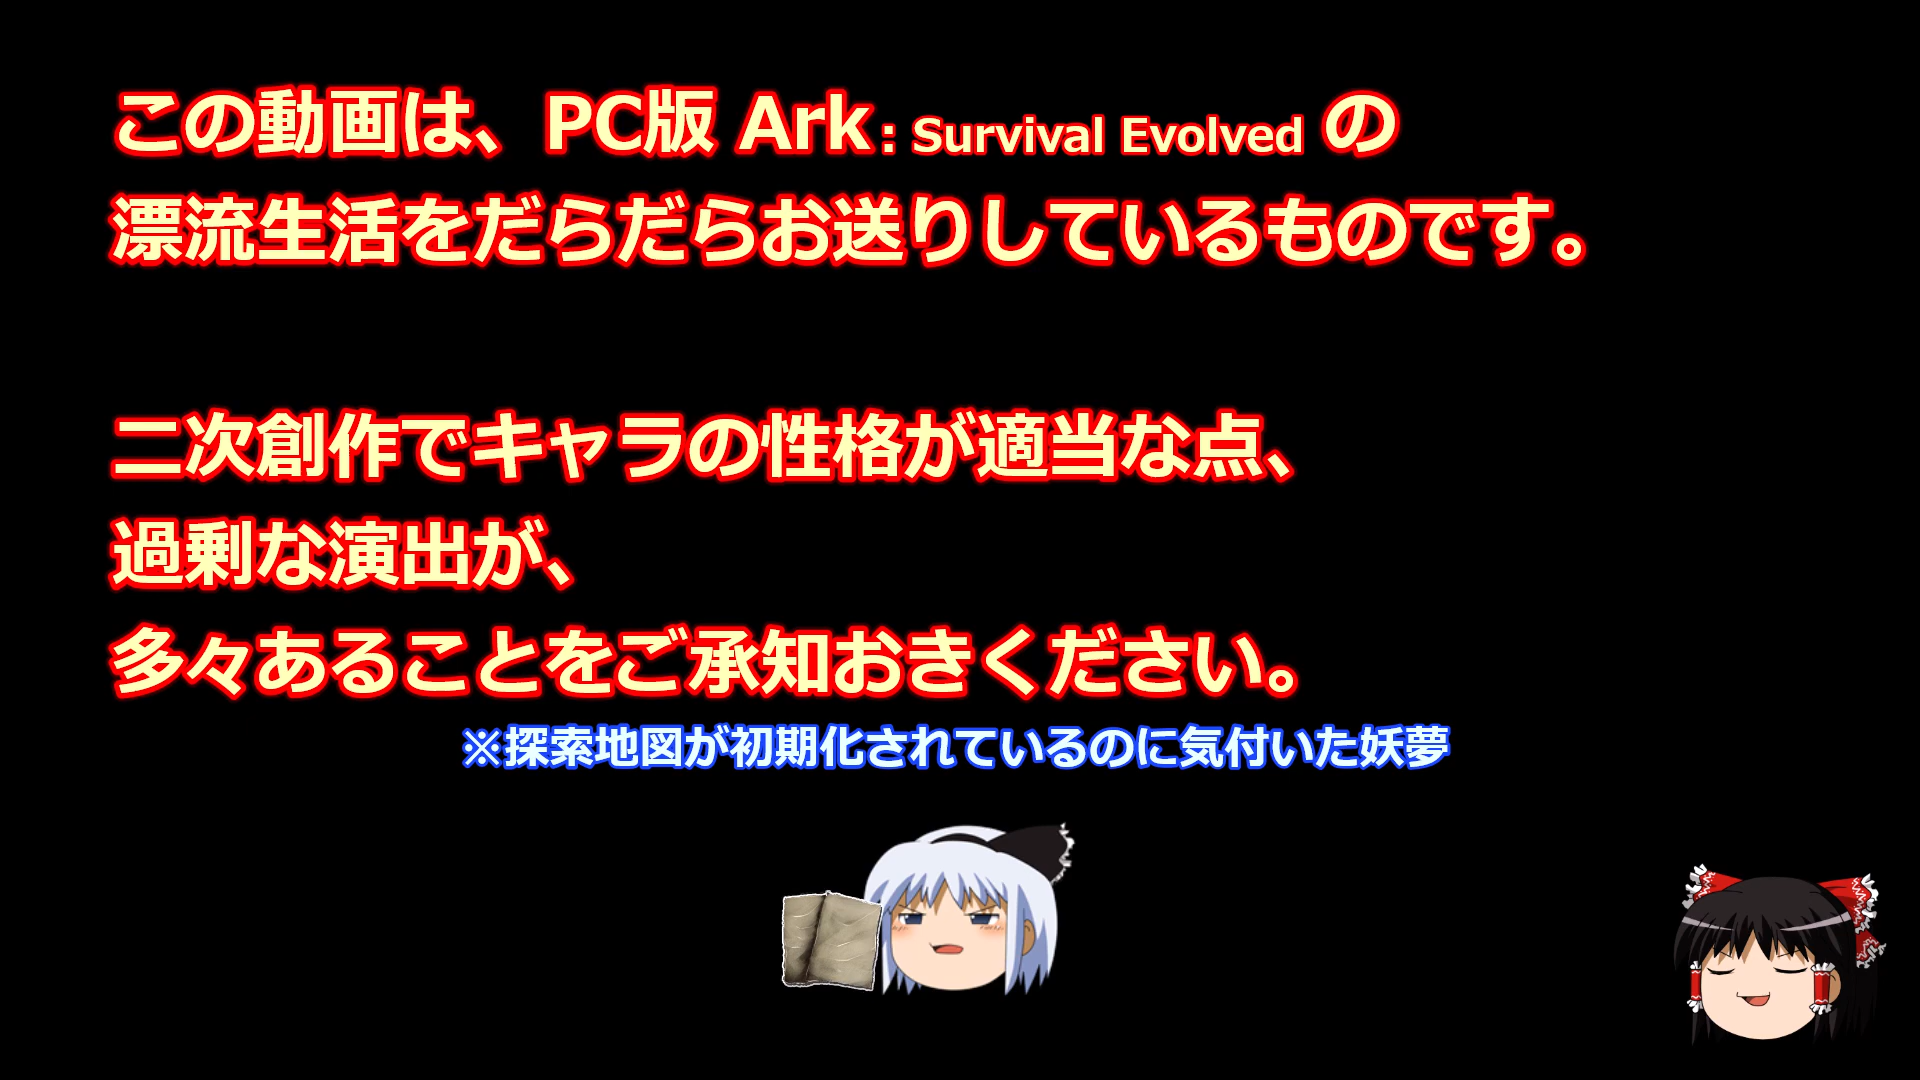 この動画は、PC版 Ark : Survival Evolved の
漂流生活をだらだらお送りしているものです。
二次創作でキャラの性格が適当な点、
過剰な演出が、
多々あることをご承知おきください。
※探索地図が初期化されているのに気付いた妖夢